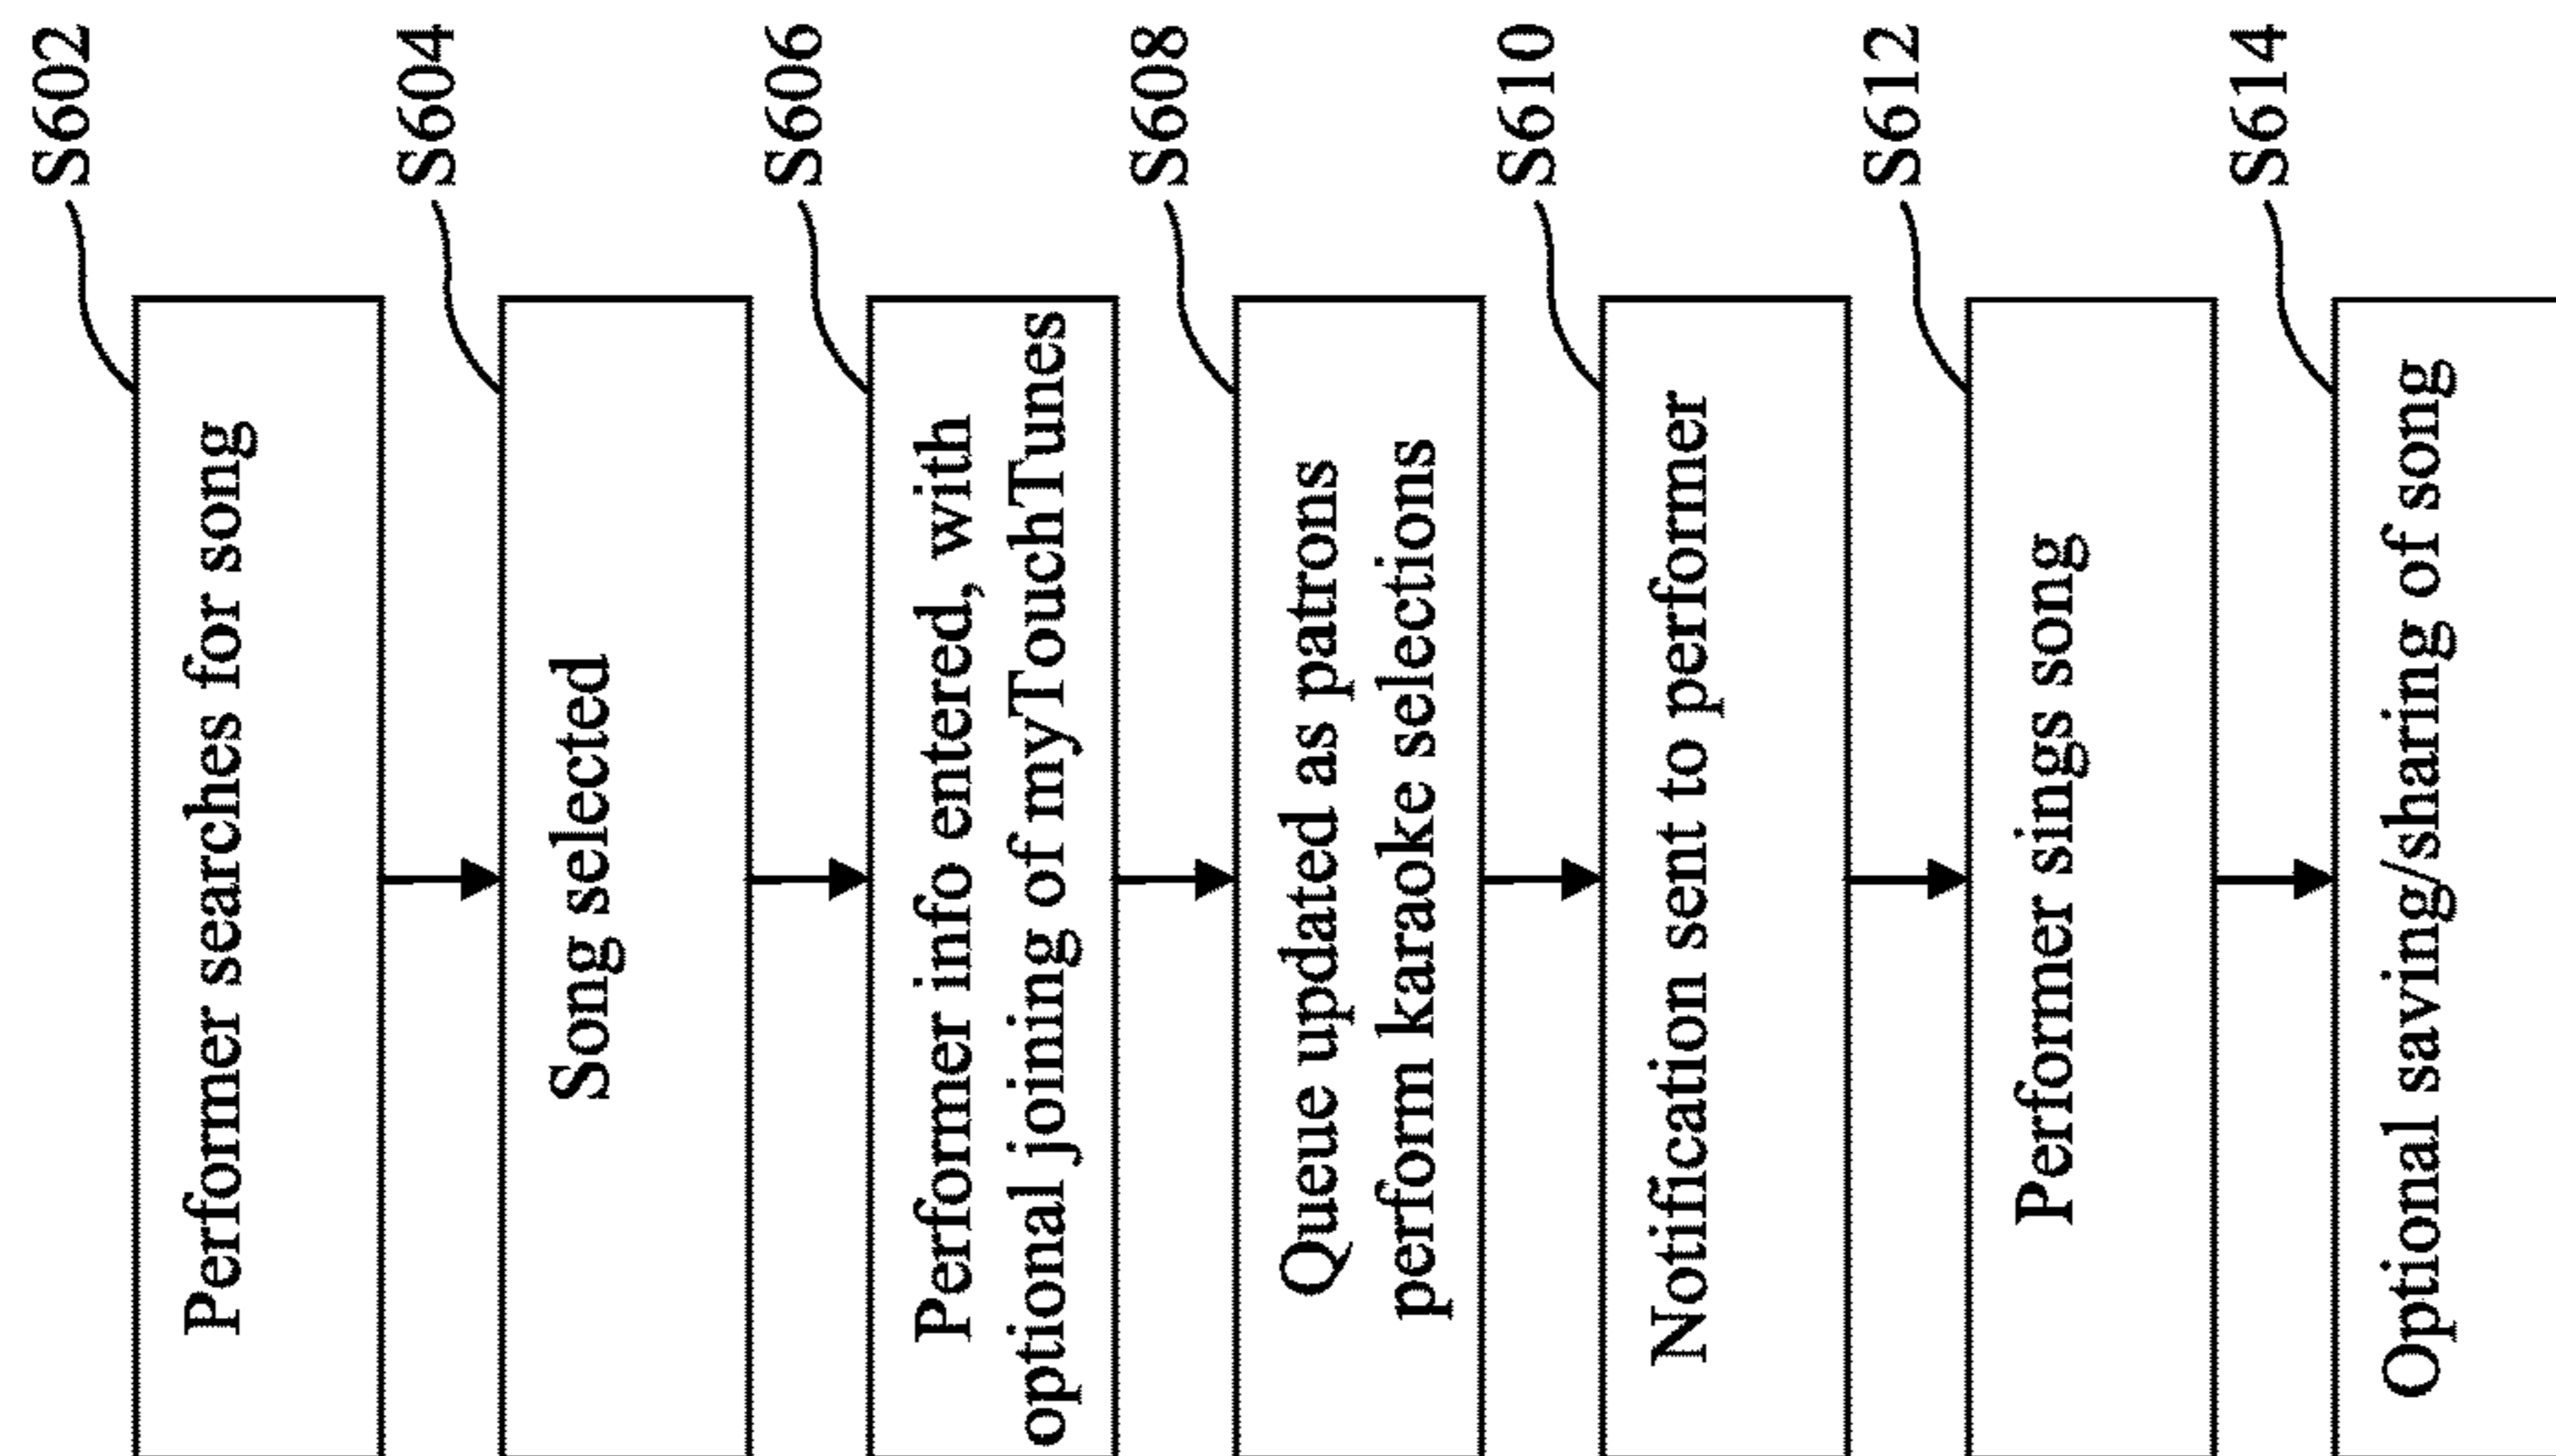 S602
Performer searches for song
S604
Song selected
S606
Performer info entered, with
optional joining of myTouchTunes
S608
Queue updated as patrons
perform karaoke selections
S610
Notification sent to performer
S612
Performer sings song
S614
Optional saving/sharing of song